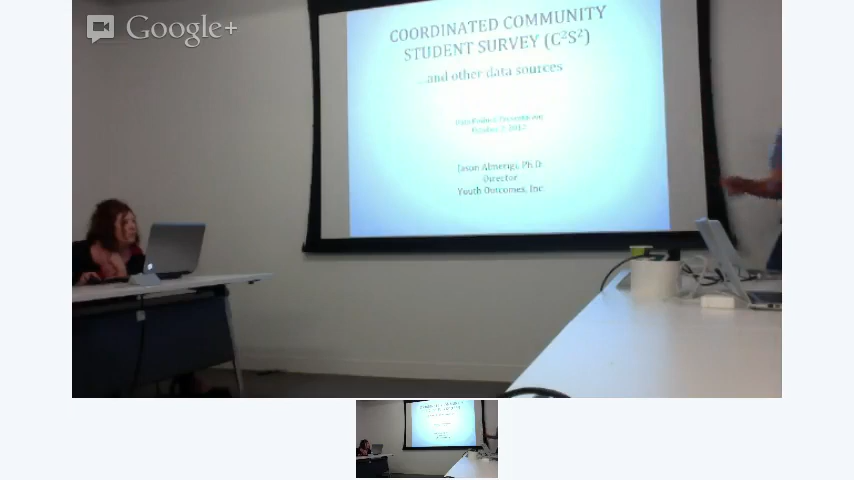 Google+
COORDINATED COMMUNITY
STUDENT SURVEY (C²S²)
...and other data sources
Jason Almerigi, Ph.D.
Director
Youth Outcomes, Inc.